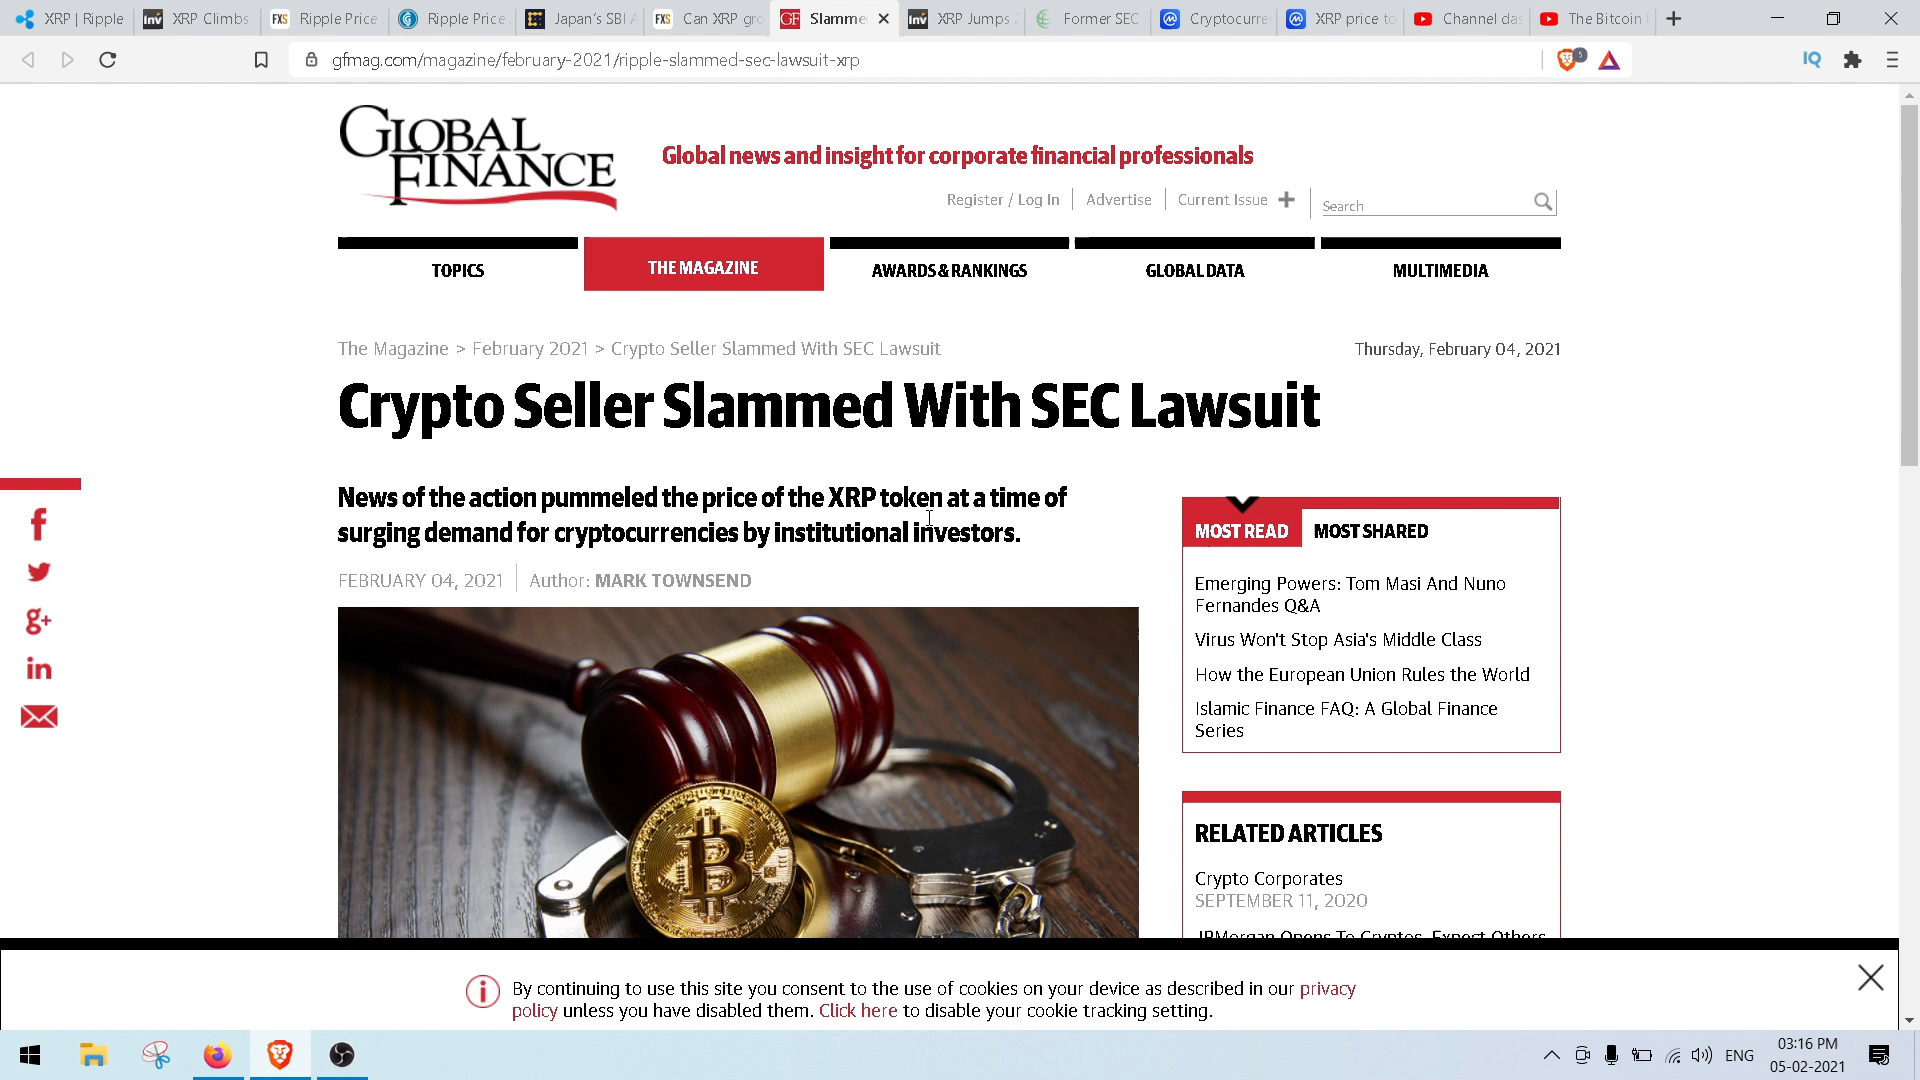 XRP | Ripple
XRP Climbs
Ripple Price
Ripple Price
Japan's SBI
Can XRP gro
Slamme
XRP Jumps 2
Former SEC
Cryptocurre
XRP price to
Channel das
The Bitcoin
gfmag.com/magazine/february-2021/ripple-slammed-sec-lawsuit-xrp
5
IQ
GLOBAL
FINANCE
Global news and insight for corporate financial professionals
Register / Log In
Advertise
Current Issue
Search
TOPICS
THE MAGAZINE
AWARDS & RANKINGS
GLOBAL DATA
MULTIMEDIA
The Magazine > February 2021 > Crypto Seller Slammed With SEC Lawsuit
Thursday, February 04, 2021
Crypto Seller Slammed With SEC Lawsuit
News of the action pummeled the price of the XRP token at a time of
surging demand for cryptocurrencies by institutional investors.
FEBRUARY 04, 2021
Author: MARK TOWNSEND
MOST READ
MOST SHARED
Emerging Powers: Tom Masi And Nuno
Fernandes Q&A
Virus Won't Stop Asia's Middle Class
How the European Union Rules the World
Islamic Finance FAQ: A Global Finance
Series
RELATED ARTICLES
Crypto Corporates
SEPTEMBER 11, 2020
JPMorgan Opens To Cryptos, Expect Others
By continuing to use this site you consent to the use of cookies on your device as described in our privacy
policy unless you have disabled them. Click here to disable your cookie tracking setting.
ENG
03:16 PM
05-02-2021